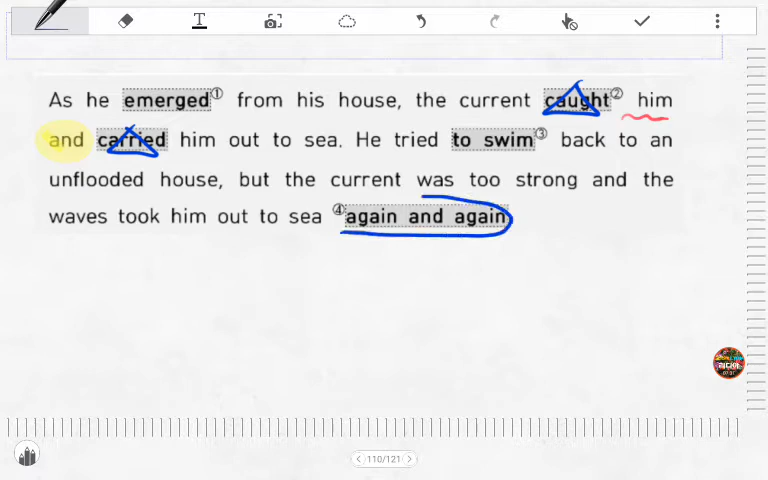 As he emerged① from his house, the current caught② him
and carried him out to sea. He tried to swim③ back to an
unflooded house, but the current was too strong and the
waves took him out to sea ④again and again
110/121